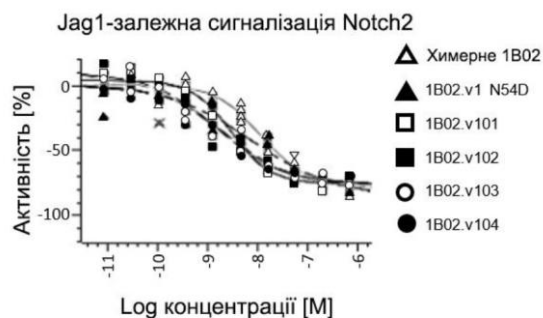 Jag1-залежна сигналізація Notch2
Активність [%]
0
-50
-100
-11
-10
-9
-8
-7
-6
Log концентрації [M]
Химерне 1B02
1B02.v1 N54D
1B02.v101
1B02.v102
1B02.v103
1B02.v104